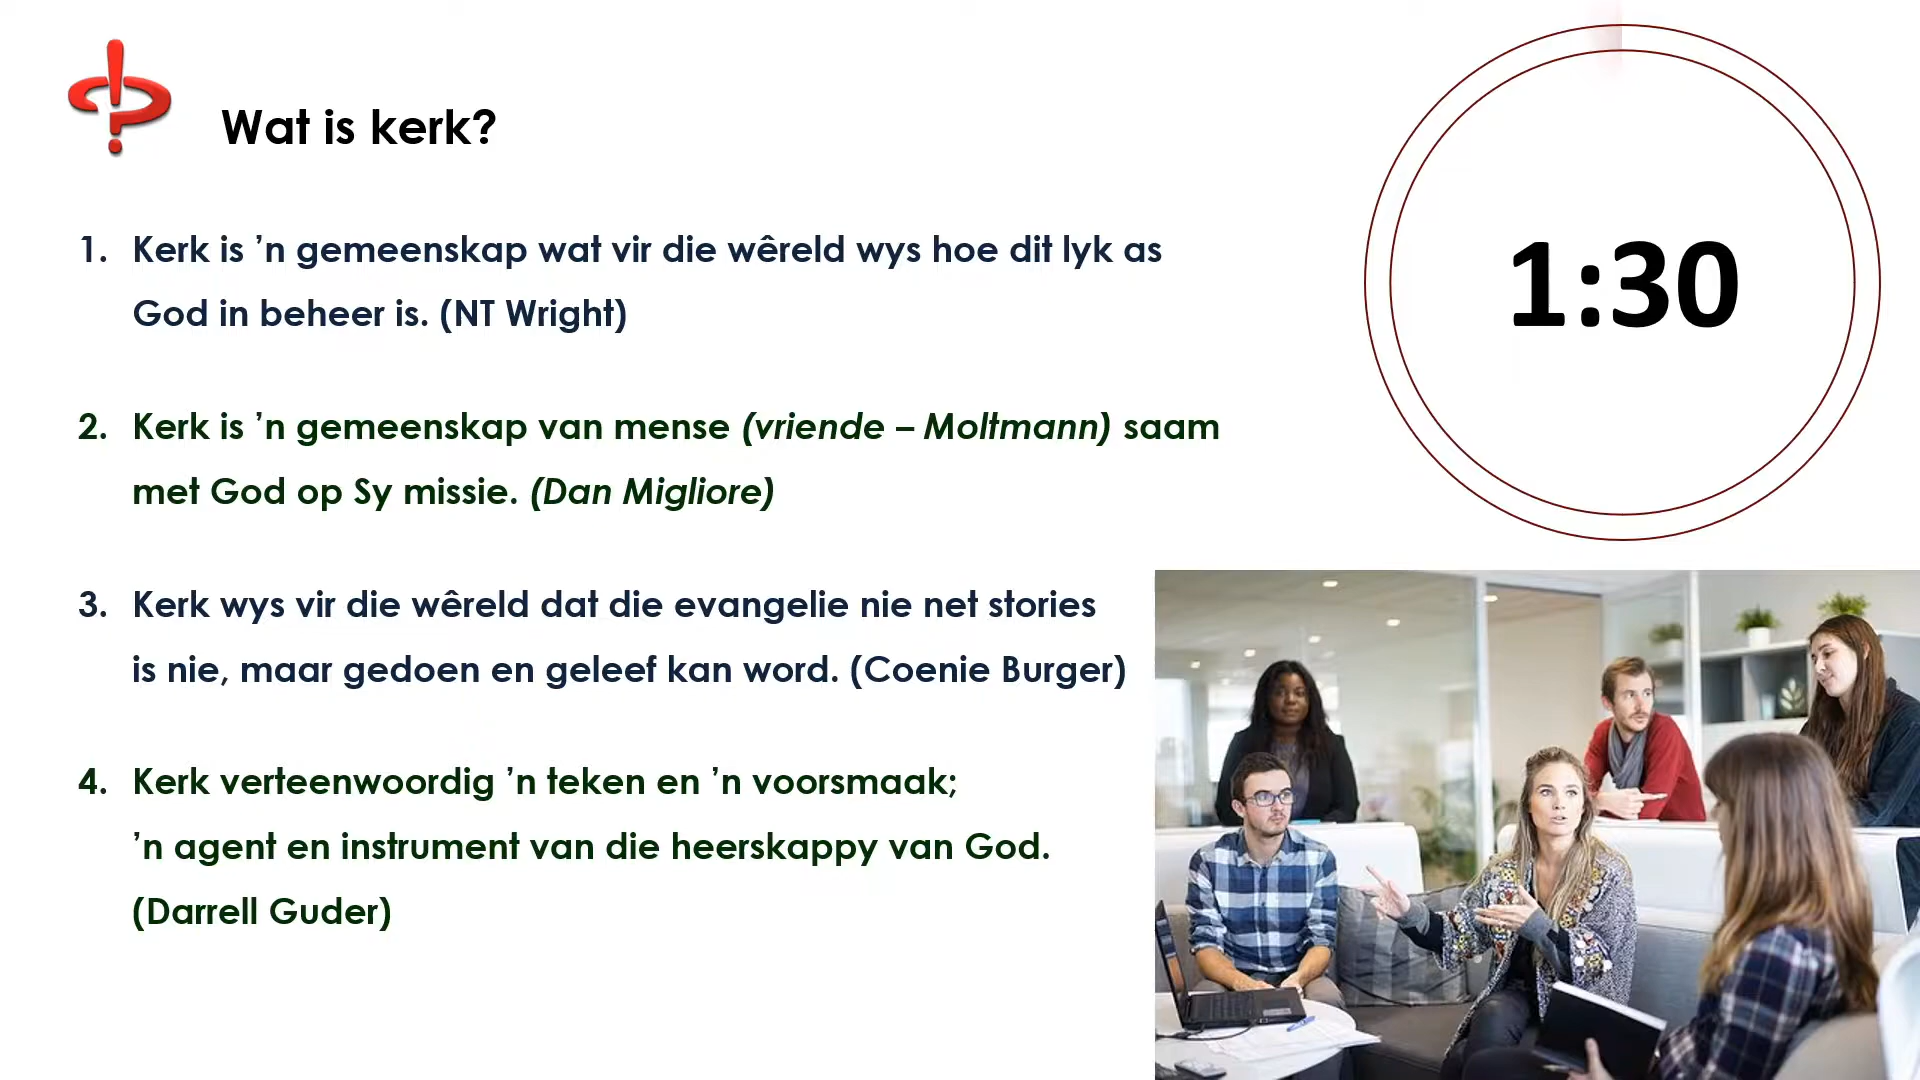 Wat is kerk?
1. Kerk is ’n gemeenskap wat vir die wêreld wys hoe dit lyk as
God in beheer is. (NT Wright)
2. Kerk is ’n gemeenskap van mense (vriende – Moltmann) saam
met God op Sy missie. (Dan Migliore)
3. Kerk wys vir die wêreld dat die evangelie nie net stories
is nie, maar gedoen en geleef kan word. (Coenie Burger)
4. Kerk verteenwoordig ’n teken en ’n voorsmaak;
’n agent en instrument van die heerskappy van God.
(Darrell Guder)
1:30